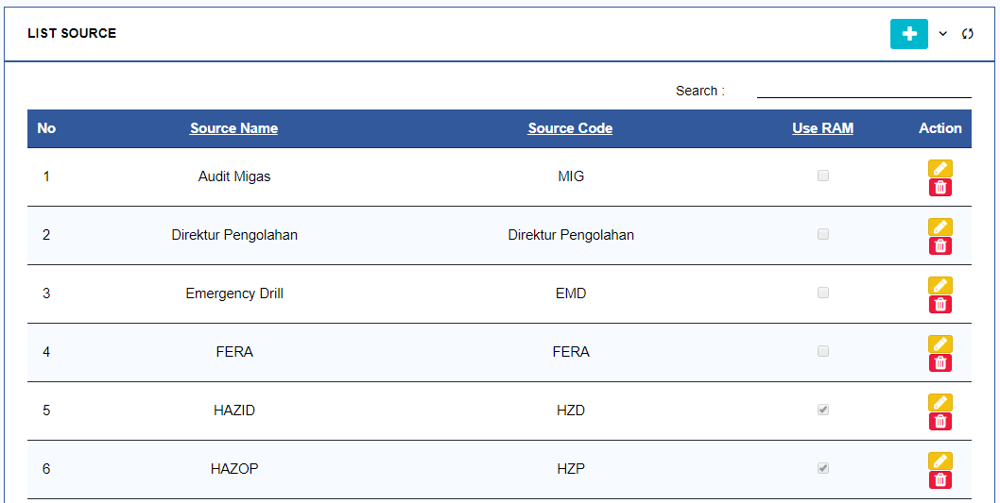 LIST SOURCE
Search :
No Source Name Source Code Use RAM Action
1 Audit Migas MIG
2 Direktur Pengolahan Direktur Pengolahan
3 Emergency Drill EMD
4 FERA FERA
5 HAZID HZD
6 HAZOP HZP